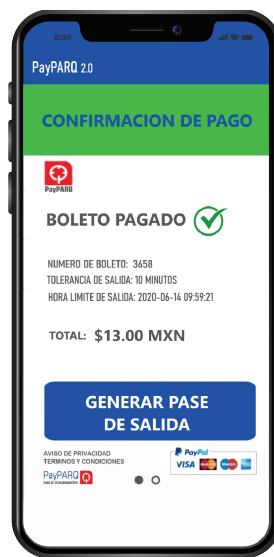 8:30
PayPARQ 2.0
CONFIRMACION DE PAGO
PayPARQ
BOLETO PAGADO
NUMERO DE BOLETO: 3658
TOLERANCIA DE SALIDA: 10 MINUTOS
HORA LIMITE DE SALIDA: 2020-06-14 09:59:21
TOTAL: $13.00 MXN
GENERAR PASE
DE SALIDA
AVISO DE PRIVACIDAD
TERMINOS Y CONDICIONES
PayPARQ
PayPal
VISA